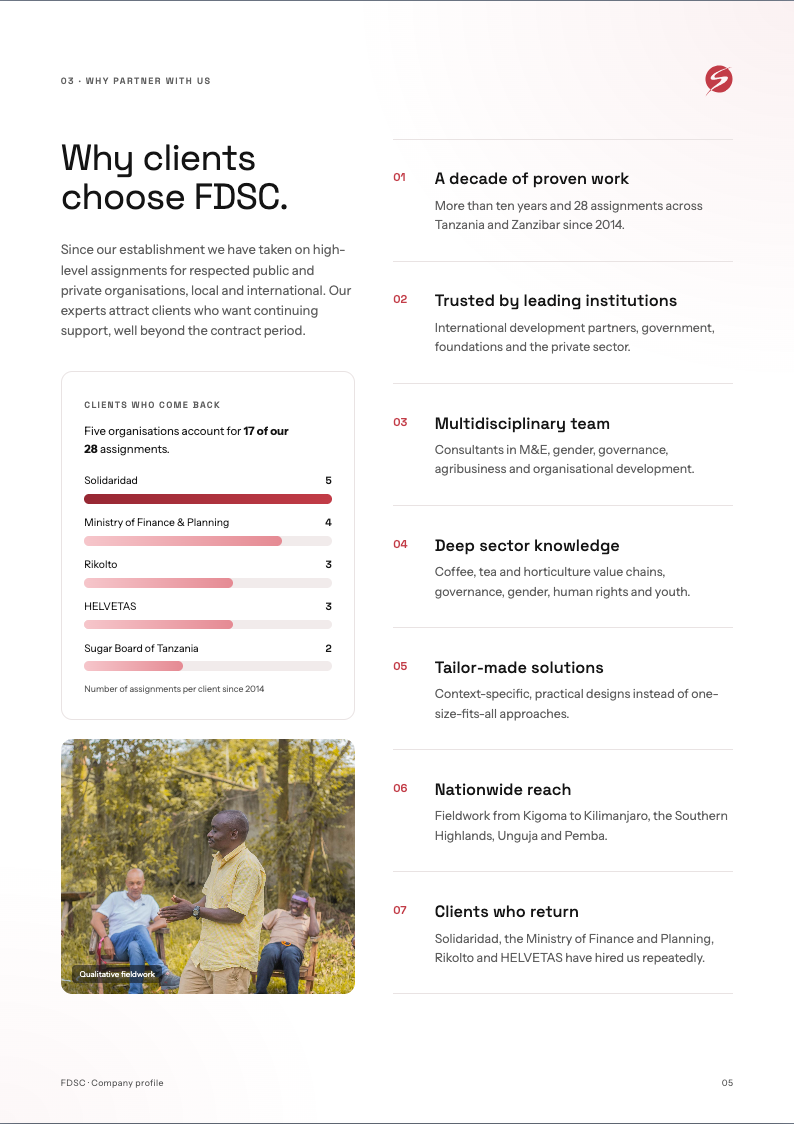 03 · WHY PARTNER WITH US
Why clients
choose FDSC.
Since our establishment we have taken on high-
level assignments for respected public and
private organisations, local and international. Our
experts attract clients who want continuing
support, well beyond the contract period.
CLIENTS WHO COME BACK
Five organisations account for 17 of our
28 assignments.
Solidaridad 5
Ministry of Finance & Planning 4
Rikolto 3
HELVETAS 3
Sugar Board of Tanzania 2
Number of assignments per client since 2014
Qualitative fieldwork
01 A decade of proven work
More than ten years and 28 assignments across
Tanzania and Zanzibar since 2014.
02 Trusted by leading institutions
International development partners, government,
foundations and the private sector.
03 Multidisciplinary team
Consultants in M&E, gender, governance,
agribusiness and organisational development.
04 Deep sector knowledge
Coffee, tea and horticulture value chains,
governance, gender, human rights and youth.
05 Tailor-made solutions
Context-specific, practical designs instead of one-
size-fits-all approaches.
06 Nationwide reach
Fieldwork from Kigoma to Kilimanjaro, the Southern
Highlands, Unguja and Pemba.
07 Clients who return
Solidaridad, the Ministry of Finance and Planning,
Rikolto and HELVETAS have hired us repeatedly.
FDSC · Company profile
05